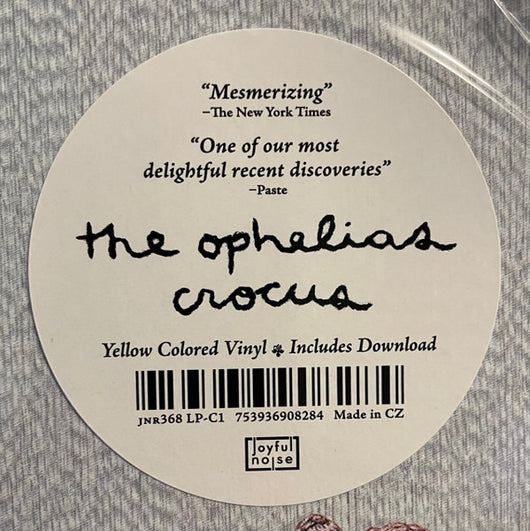 “Mesmerizing”
–The New York Times
“One of our most
delightful recent discoveries”
–Paste
the ophelias
crocus
Yellow Colored Vinyl ♣ Includes Download
JNR368 LP-C1 753936908284 Made in CZ
joyful
noise